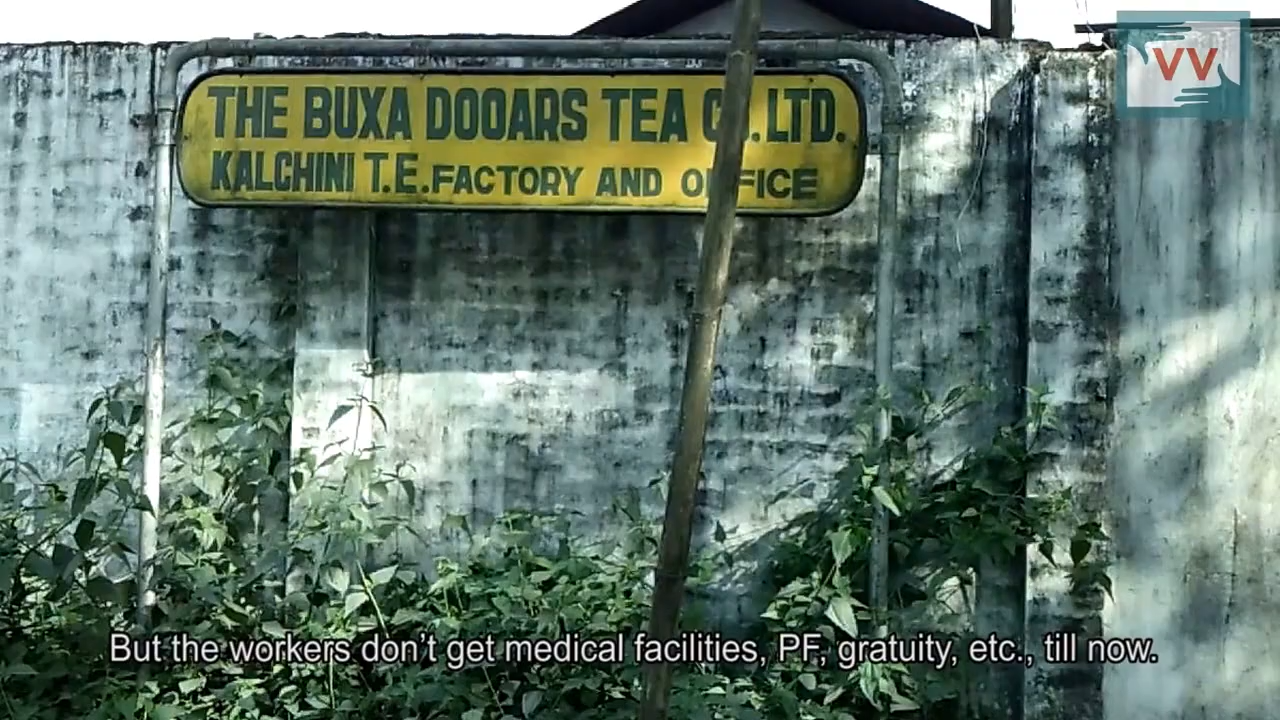 VV
THE BUXA DOOARS TEA CO. LTD.
KALCHINI T.E. FACTORY AND OFFICE
But the workers don't get medical facilities, PF, gratuity, etc., till now.